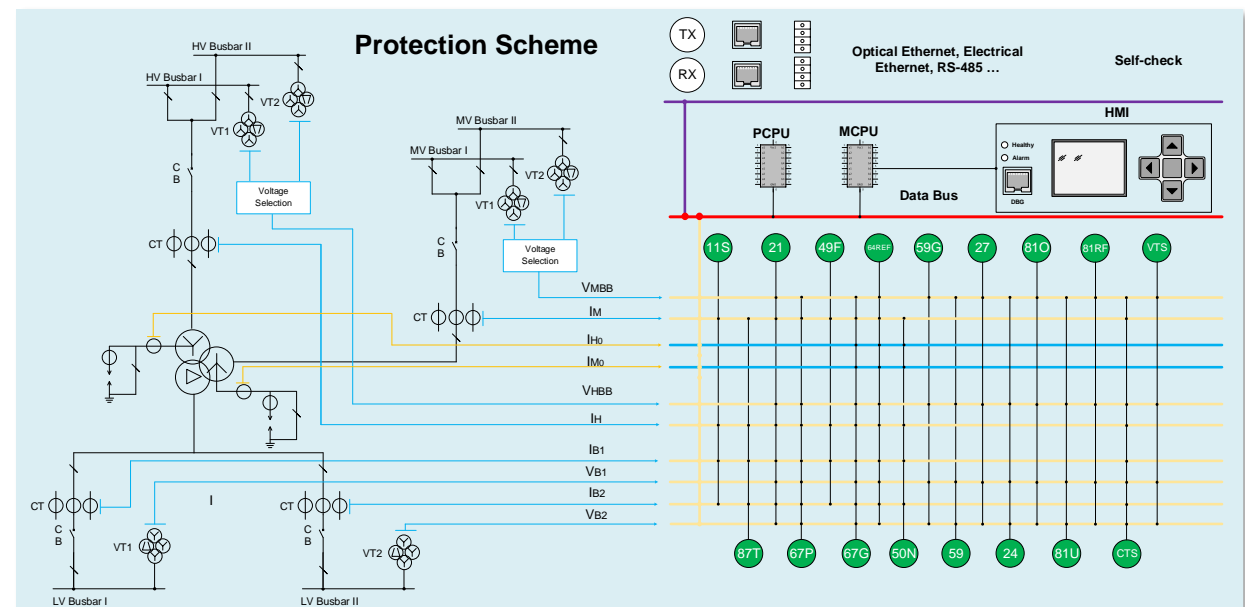 Protection Scheme
HV Busbar II
HV Busbar I
VT2
VT1
C
B
Voltage
Selection
CT
MV Busbar II
MV Busbar I
VT2
VT1
C
B
Voltage
Selection
CT
VMBB
IM
IH0
IM0
VHBB
IH
IB1
VB1
IB2
VB2
CT
C
B
VT1
LV Busbar I
I
CT
C
B
VT2
LV Busbar II
TX
RX
Optical Ethernet, Electrical
Ethernet, RS-485 ...
Self-check
HMI
PCPU
MCPU
Healthy
Alarm
DBG
Data Bus
11S
21
49F
64REF
59G
27
81O
81RF
VTS
87T
67P
67G
50N
59
24
81U
CTS